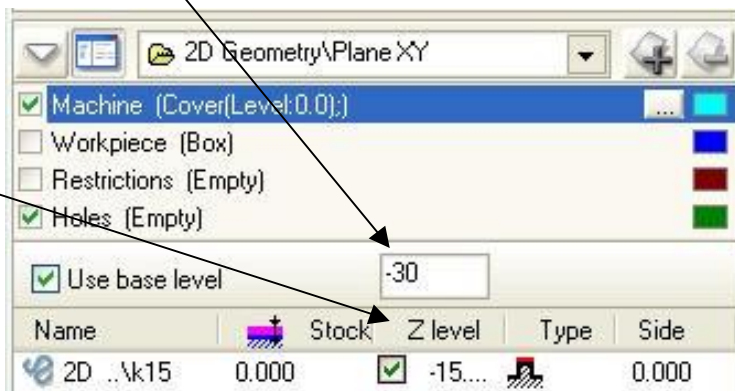 2D Geometry\Plane XY
Machine (Cover(Level:0.0);) ...
Workpiece (Box)
Restrictions (Empty)
Holes (Empty)
Use base level -30
Name Stock Z level Type Side
2D ..\k15 0.000 -15.... 0.000